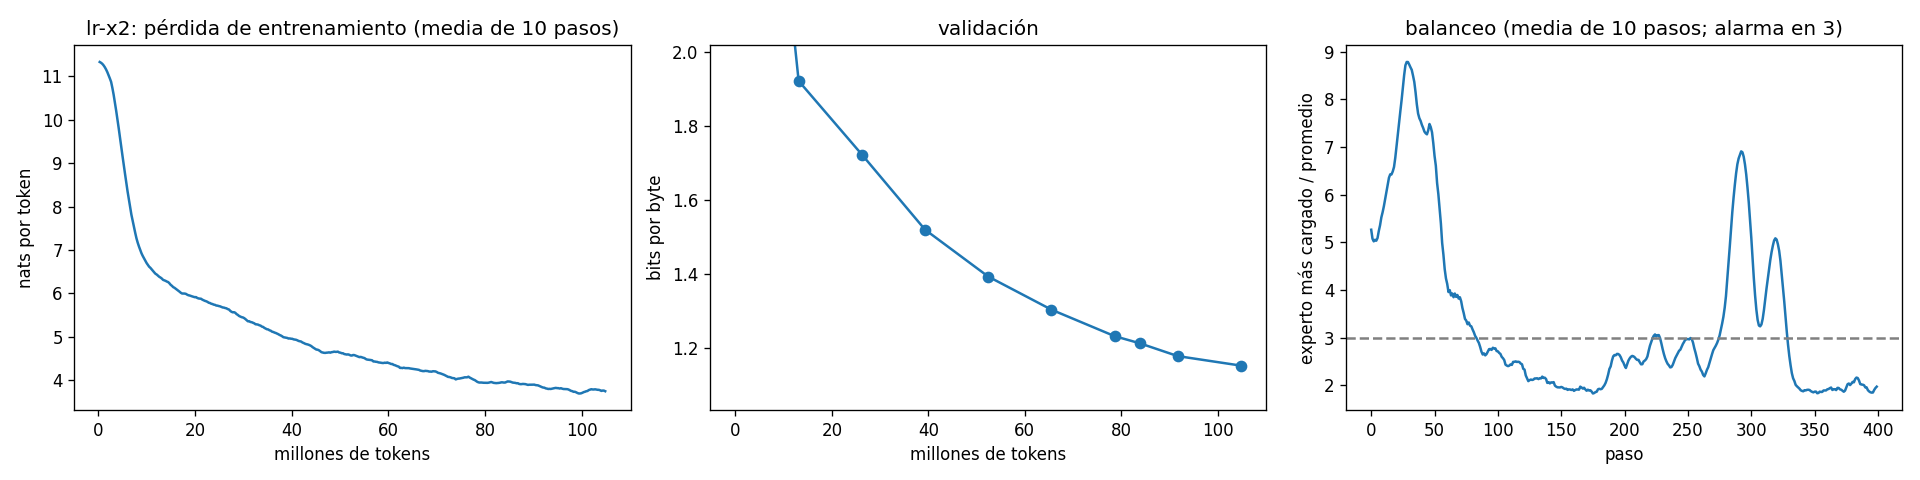 lr-x2: pérdida de entrenamiento (media de 10 pasos)
nats por token
11
10
9
8
7
6
5
4
0 20 40 60 80 100
millones de tokens
validación
bits por byte
2.0
1.8
1.6
1.4
1.2
0 20 40 60 80 100
millones de tokens
balanceo (media de 10 pasos; alarma en 3)
experto más cargado / promedio
9
8
7
6
5
4
3
2
0 50 100 150 200 250 300 350 400
paso